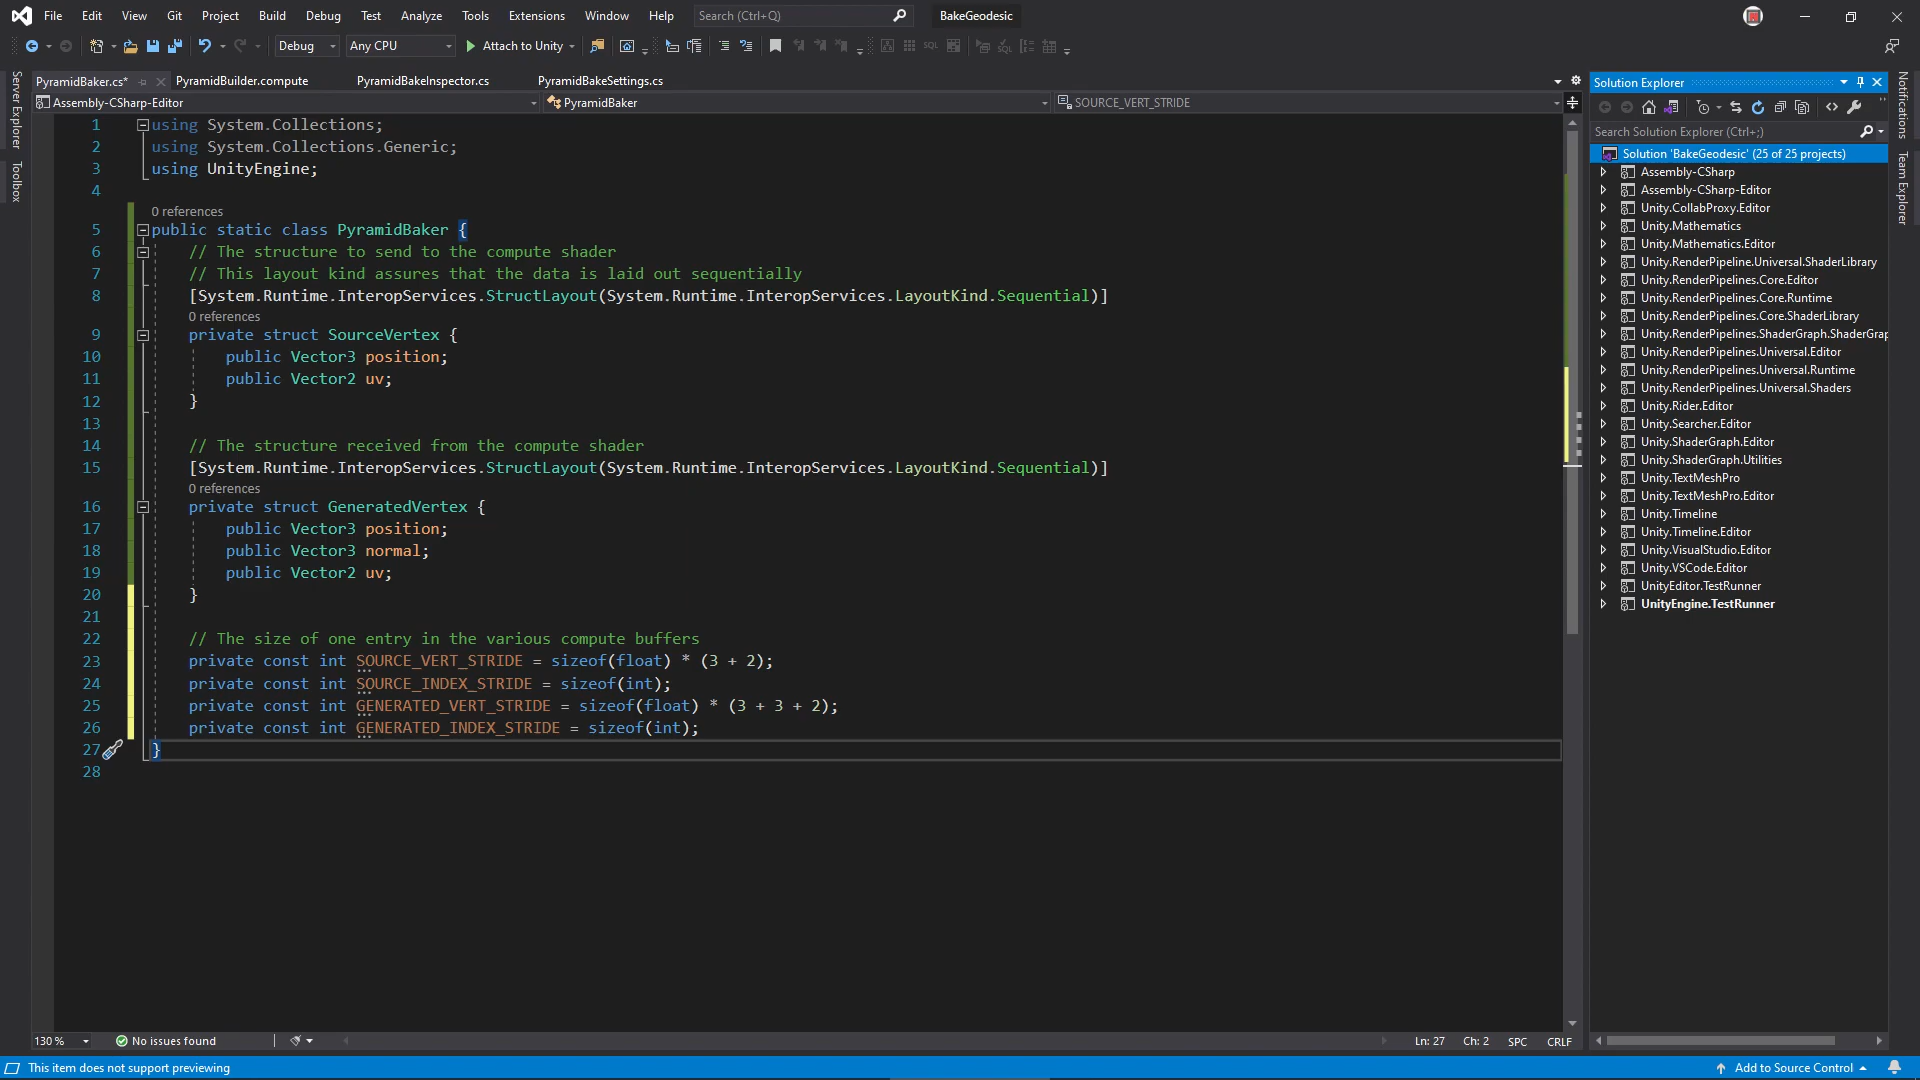 File Edit View Git Project Build Debug Test Analyze Tools Extensions Window Help Search (Ctrl+Q) BakeGeodesic
Debug Any CPU Attach to Unity
PyramidBaker.cs* PyramidBuilder.compute PyramidBakeInspector.cs PyramidBakeSettings.cs
Assembly-CSharp-Editor PyramidBaker SOURCE_VERT_STRIDE
Server Explorer
Toolbox
1 using System.Collections;
2 using System.Collections.Generic;
3 using UnityEngine;
4
0 references
5 public static class PyramidBaker {
6 // The structure to send to the compute shader
7 // This layout kind assures that the data is laid out sequentially
8 [System.Runtime.InteropServices.StructLayout(System.Runtime.InteropServices.LayoutKind.Sequential)]
0 references
9 private struct SourceVertex {
10 public Vector3 position;
11 public Vector2 uv;
12 }
13
14 // The structure received from the compute shader
15 [System.Runtime.InteropServices.StructLayout(System.Runtime.InteropServices.LayoutKind.Sequential)]
0 references
16 private struct GeneratedVertex {
17 public Vector3 position;
18 public Vector3 normal;
19 public Vector2 uv;
20 }
21
22 // The size of one entry in the various compute buffers
23 private const int SOURCE_VERT_STRIDE = sizeof(float) * (3 + 2);
24 private const int SOURCE_INDEX_STRIDE = sizeof(int);
25 private const int GENERATED_VERT_STRIDE = sizeof(float) * (3 + 3 + 2);
26 private const int GENERATED_INDEX_STRIDE = sizeof(int);
27 }
28
130 % No issues found Ln: 27 Ch: 2 SPC CRLF
Solution Explorer
Search Solution Explorer (Ctrl+;)
Solution 'BakeGeodesic' (25 of 25 projects)
Assembly-CSharp
Assembly-CSharp-Editor
Unity.CollabProxy.Editor
Unity.Mathematics
Unity.Mathematics.Editor
Unity.RenderPipeline.Universal.ShaderLibrary
Unity.RenderPipelines.Core.Editor
Unity.RenderPipelines.Core.Runtime
Unity.RenderPipelines.Core.ShaderLibrary
Unity.RenderPipelines.ShaderGraph.ShaderGrap
Unity.RenderPipelines.Universal.Editor
Unity.RenderPipelines.Universal.Runtime
Unity.RenderPipelines.Universal.Shaders
Unity.Rider.Editor
Unity.Searcher.Editor
Unity.ShaderGraph.Editor
Unity.ShaderGraph.Utilities
Unity.TextMeshPro
Unity.TextMeshPro.Editor
Unity.Timeline
Unity.Timeline.Editor
Unity.VisualStudio.Editor
Unity.VSCode.Editor
UnityEditor.TestRunner
UnityEngine.TestRunner
Notifications
Team Explorer
This item does not support previewing Add to Source Control